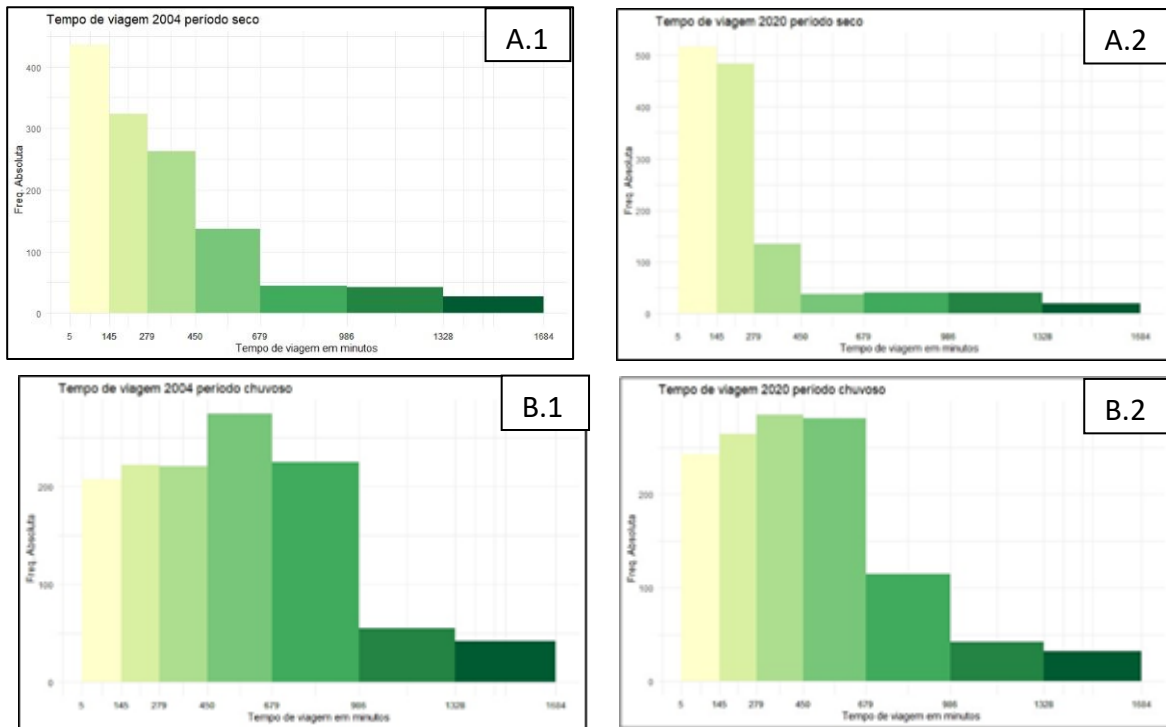 Tempo de viagem 2004 período seco
A.1
400
300
200
100
0
Freq. Absoluta
5 145 279 450 679 986 1328 1684
Tempo de viagem em minutos
Tempo de viagem 2020 período seco
A.2
500
400
300
200
100
0
Freq. Absoluta
5 145 279 450 679 986 1328 1684
Tempo de viagem em minutos
Tempo de viagem 2004 período chuvoso
B.1
200
100
0
Freq. Absoluta
5 145 279 450 679 986 1328 1684
Tempo de viagem em minutos
Tempo de viagem 2020 período chuvoso
B.2
200
100
0
Freq. Absoluta
5 145 279 450 679 986 1328 1684
Tempo de viagem em minutos